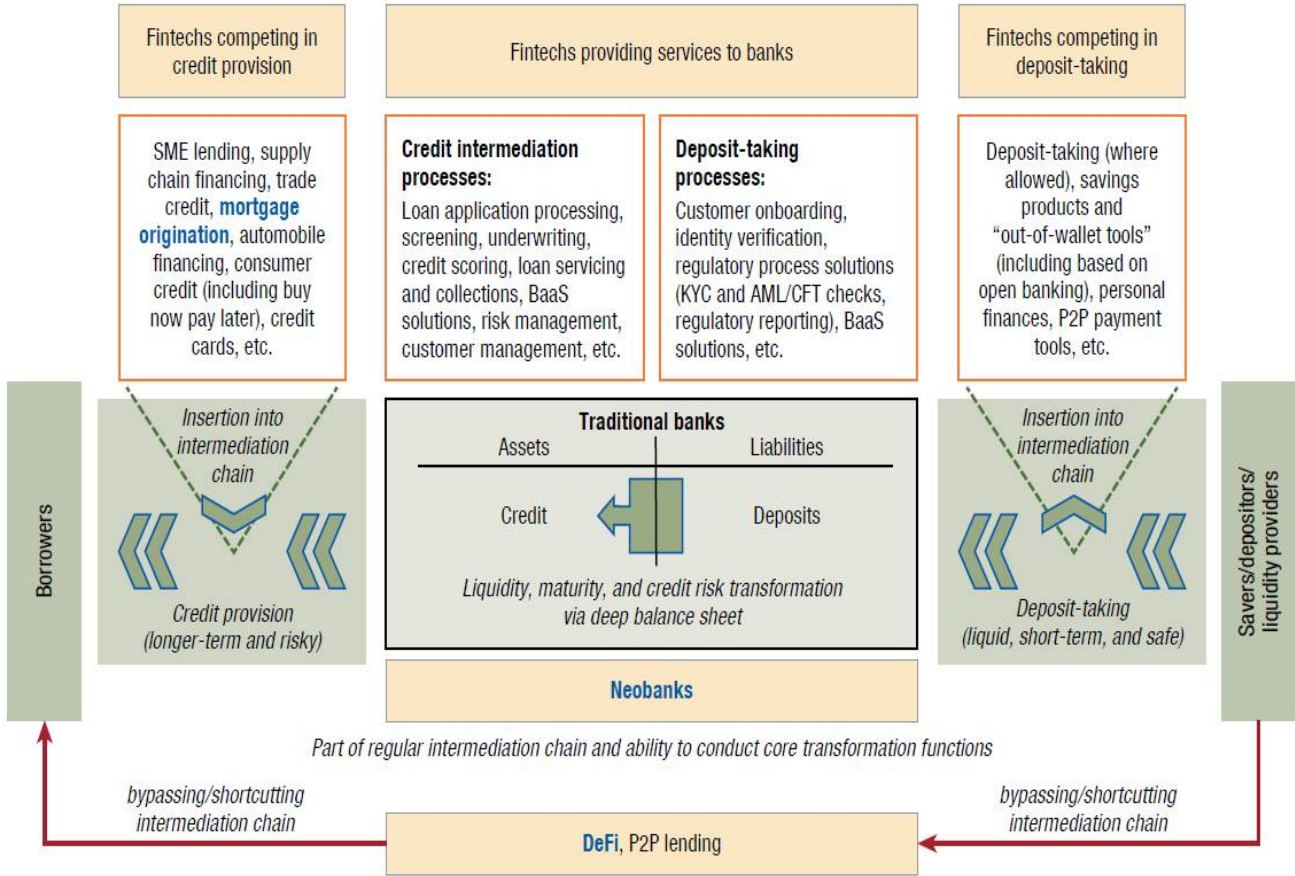 Fintechs competing in
credit provision
Fintechs providing services to banks
Fintechs competing in
deposit-taking
SME lending, supply
chain financing, trade
credit, mortgage
origination, automobile
financing, consumer
credit (including buy
now pay later), credit
cards, etc.
Credit intermediation
processes:
Loan application processing,
screening, underwriting,
credit scoring, loan servicing
and collections, BaaS
solutions, risk management,
customer management, etc.
Deposit-taking
processes:
Customer onboarding,
identity verification,
regulatory process solutions
(KYC and AML/CFT checks,
regulatory reporting), BaaS
solutions, etc.
Deposit-taking (where
allowed), savings
products and
“out-of-wallet tools”
(including based on
open banking), personal
finances, P2P payment
tools, etc.
Borrowers
Insertion into
intermediation
chain
Credit provision
(longer-term and risky)
Traditional banks
Assets
Liabilities
Credit
Deposits
Liquidity, maturity, and credit risk transformation
via deep balance sheet
Insertion into
intermediation
chain
Deposit-taking
(liquid, short-term, and safe)
Savers/depositors/
liquidity providers
Neobanks
Part of regular intermediation chain and ability to conduct core transformation functions
bypassing/shortcutting
intermediation chain
DeFi, P2P lending
bypassing/shortcutting
intermediation chain